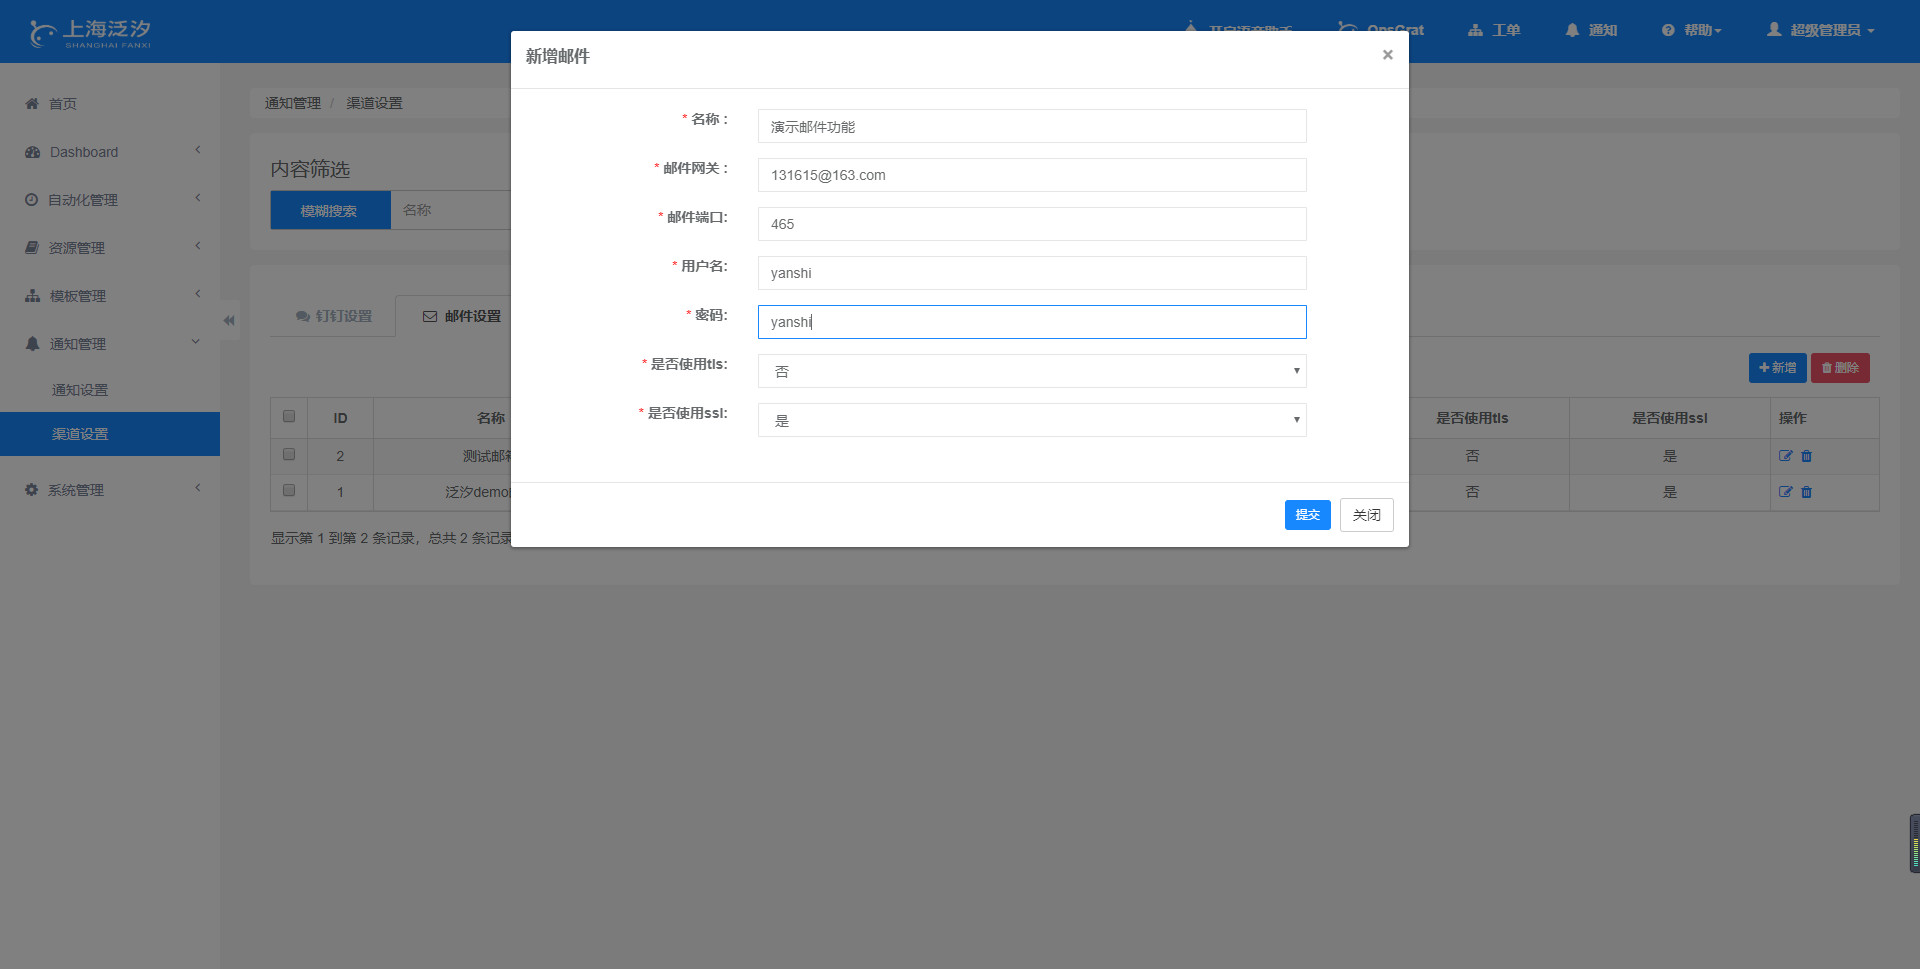 上海泛汐
SHANGHAI FANXI
OpsGrat
工单
通知
帮助
超级管理员
首页
Dashboard
自动化管理
资源管理
模板管理
通知管理
通知设置
渠道设置
系统管理
通知管理 / 渠道设置
内容筛选
模糊搜索 名称
钉钉设置 邮件设置
新增 删除
ID 名称 是否使用tls 是否使用ssl 操作
2 测试邮箱 否 是
1 泛汐demo 否 是
显示第 1 到第 2 条记录，总共 2 条记录
新增邮件 ×
* 名称 : 演示邮件功能
* 邮件网关 : 131615@163.com
* 邮件端口: 465
* 用户名: yanshi
* 密码: yanshi
* 是否使用tls: 否
* 是否使用ssl: 是
提交 关闭